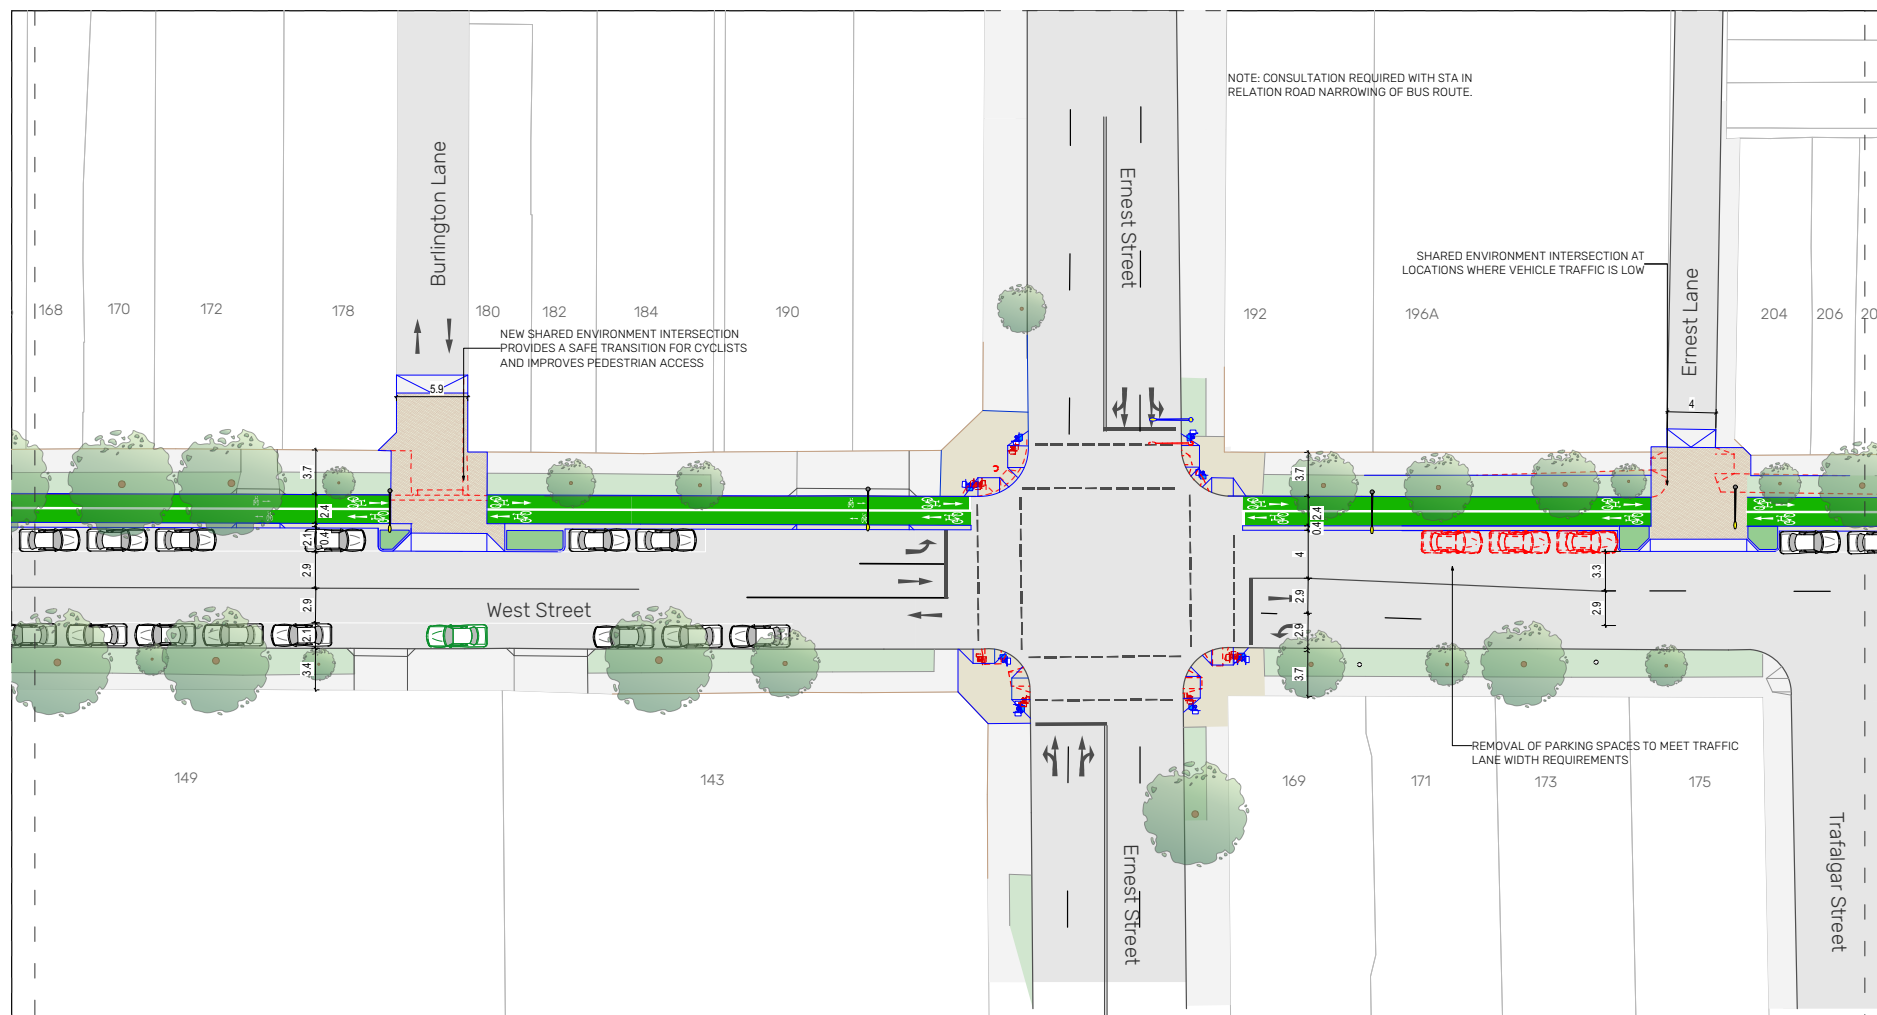 NOTE: CONSULTATION REQUIRED WITH STA IN
RELATION ROAD NARROWING OF BUS ROUTE.
Burlington Lane
Ernest Street
SHARED ENVIRONMENT INTERSECTION AT
LOCATIONS WHERE VEHICLE TRAFFIC IS LOW
Ernest Lane
168
170
172
178
180
182
184
190
192
196A
204
206
20
NEW SHARED ENVIRONMENT INTERSECTION
PROVIDES A SAFE TRANSITION FOR CYCLISTS
AND IMPROVES PEDESTRIAN ACCESS
5.9
4
3.7
2.4
0.4
2.1
2.9
2.9
2.1
3.4
3.7
2.4
0.4
4
2.9
2.9
3.7
3.3
2.9
West Street
REMOVAL OF PARKING SPACES TO MEET TRAFFIC
LANE WIDTH REQUIREMENTS
149
143
169
171
173
175
Ernest Street
Trafalgar Street